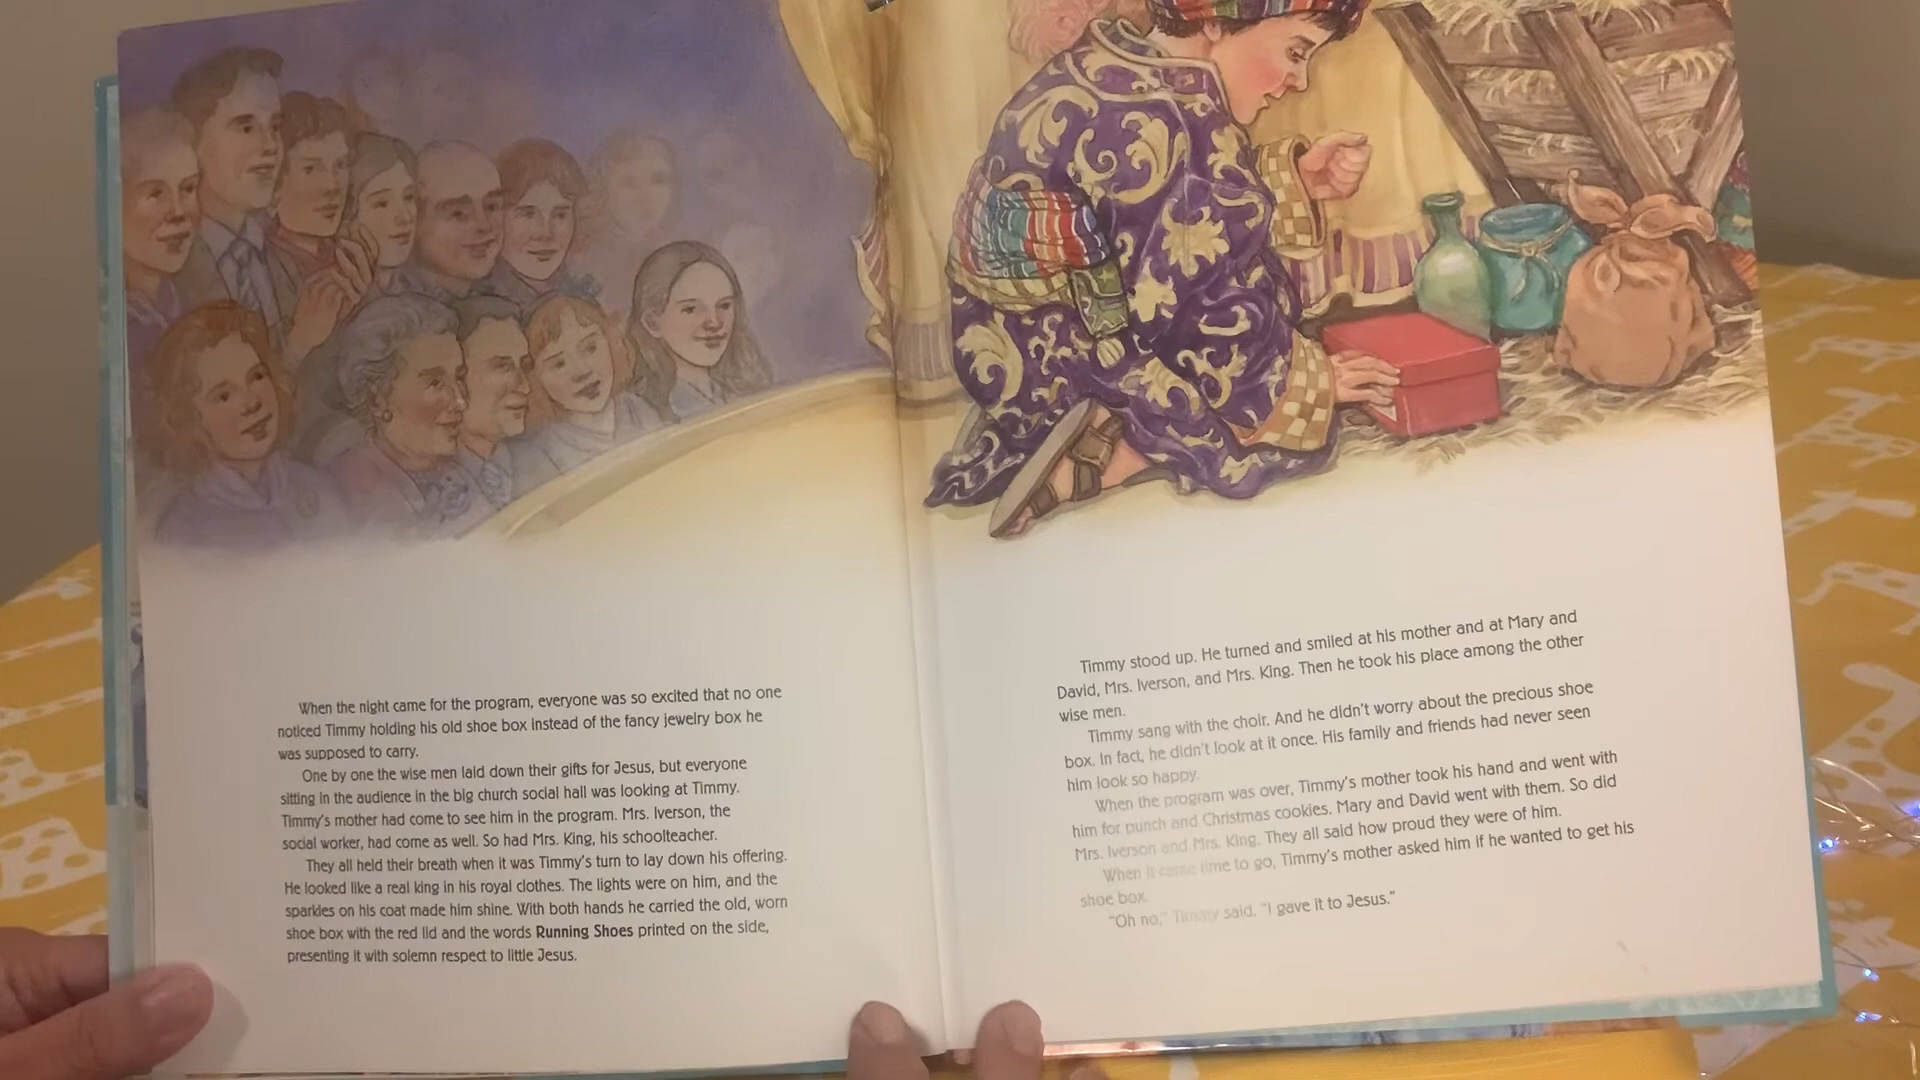 When the night came for the program, everyone was so excited that no one
noticed Timmy holding his old shoe box instead of the fancy jewelry box he
was supposed to carry.
One by one the wise men laid down their gifts for Jesus, but everyone
sitting in the audience in the big church social hall was looking at Timmy.
Timmy's mother had come to see him in the program. Mrs. Iverson, the
social worker, had come as well. So had Mrs. King, his schoolteacher.
They all held their breath when it was Timmy's turn to lay down his offering.
He looked like a real king in his royal clothes. The lights were on him, and the
sparkles on his coat made him shine. With both hands he carried the old, worn
shoe box with the red lid and the words Running Shoes printed on the side,
presenting it with solemn respect to little Jesus.
Timmy stood up. He turned and smiled at his mother and at Mary and
David, Mrs. Iverson, and Mrs. King. Then he took his place among the other
wise men.
Timmy sang with the choir. And he didn't worry about the precious shoe
box. In fact, he didn't look at it once. His family and friends had never seen
him look so happy.
When the program was over, Timmy's mother took his hand and went with
him for punch and Christmas cookies. Mary and David went with them. So did
Mrs. Iverson and Mrs. King. They all said how proud they were of him.
When it came time to go, Timmy's mother asked him if he wanted to get his
shoe box.
"Oh no," Timmy said. "I gave it to Jesus."